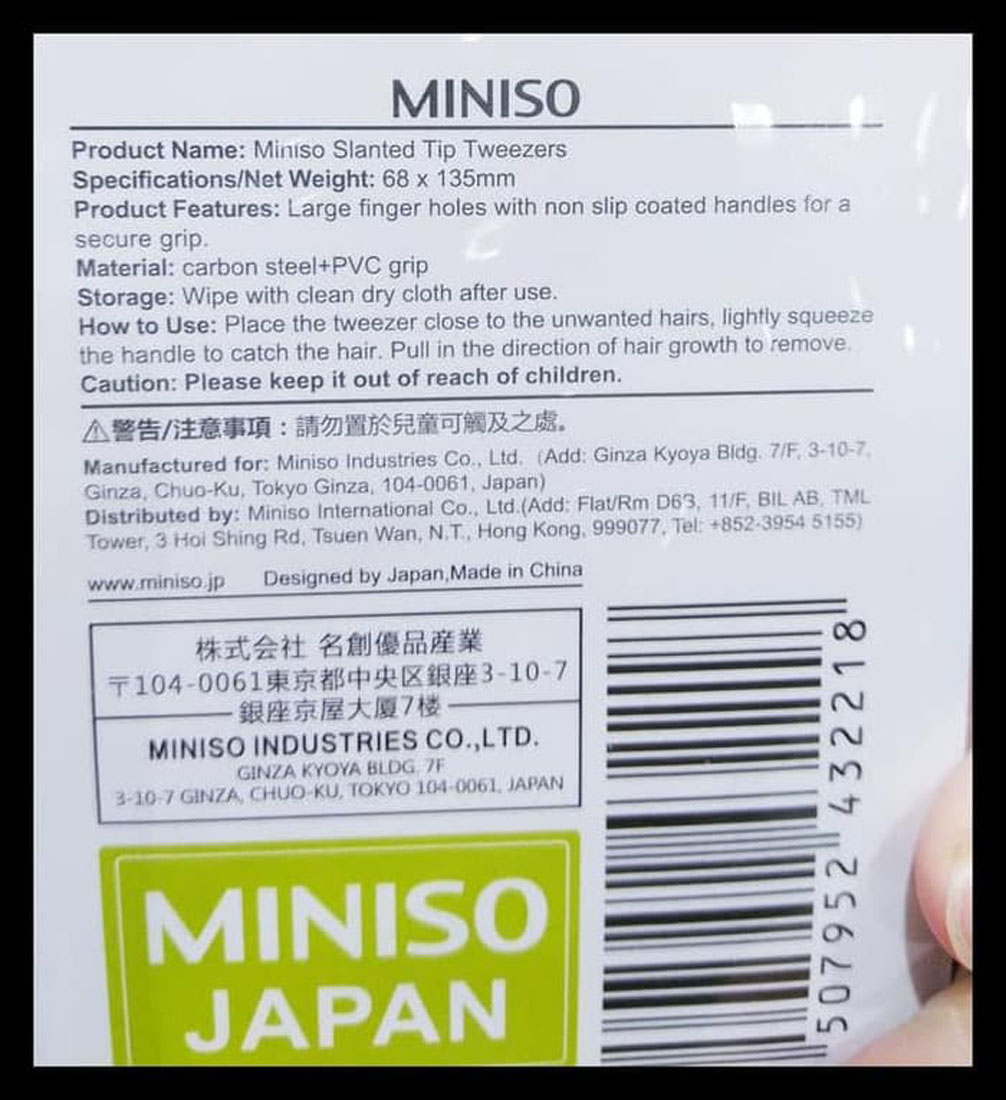 MINISO
Product Name: Miniso Slanted Tip Tweezers
Specifications/Net Weight: 68 x 135mm
Product Features: Large finger holes with non slip coated handles for a
secure grip.
Material: carbon steel+PVC grip
Storage: Wipe with clean dry cloth after use.
How to Use: Place the tweezer close to the unwanted hairs, lightly squeeze
the handle to catch the hair. Pull in the direction of hair growth to remove.
Caution: Please keep it out of reach of children.
⚠警告/注意事項：請勿置於兒童可觸及之處。
Manufactured for: Miniso Industries Co., Ltd. (Add: Ginza Kyoya Bldg. 7/F, 3-10-7,
Ginza, Chuo-Ku, Tokyo Ginza, 104-0061, Japan)
Distributed by: Miniso International Co., Ltd.(Add: Flat/Rm D63, 11/F, BIL AB, TML
Tower, 3 Hoi Shing Rd, Tsuen Wan, N.T., Hong Kong, 999077, Tel: +852-3954 5155)
www.miniso.jp Designed by Japan,Made in China
株式会社 名創優品産業
〒104-0061東京都中央区銀座3-10-7
銀座京屋大厦7楼
MINISO INDUSTRIES CO.,LTD.
GINZA KYOYA BLDG. 7F
3-10-7 GINZA, CHUO-KU, TOKYO 104-0061, JAPAN
MINISO
JAPAN
507952 432218